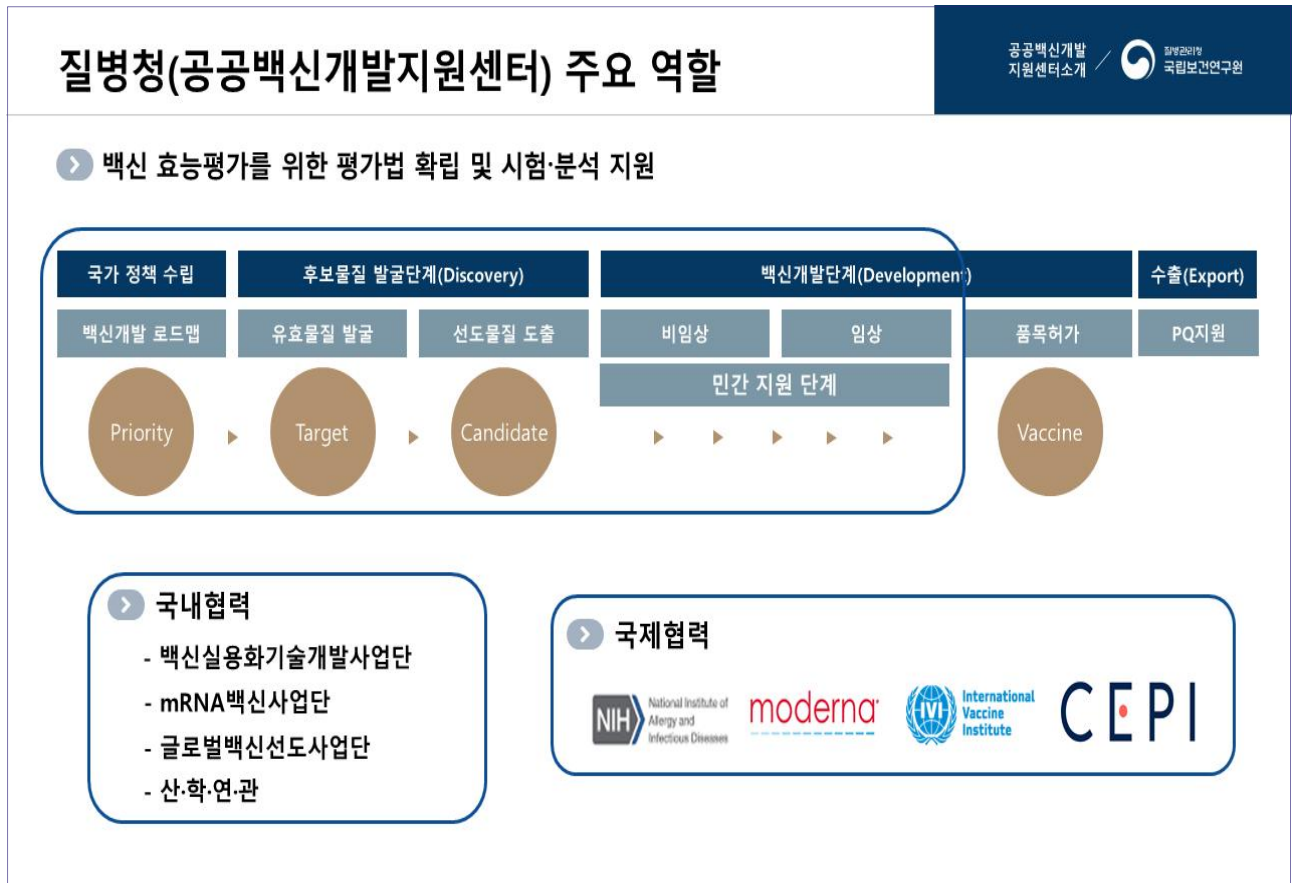 질병청(공공백신개발지원센터) 주요 역할
공공백신개발
지원센터소개
질병관리청
국립보건연구원
백신 효능평가를 위한 평가법 확립 및 시험·분석 지원
국가 정책 수립
후보물질 발굴단계(Discovery)
백신개발단계(Development)
수출(Export)
백신개발 로드맵
유효물질 발굴
선도물질 도출
비임상
임상
품목허가
PQ지원
민간 지원 단계
Priority
Target
Candidate
Vaccine
국내협력
- 백신실용화기술개발사업단
- mRNA백신사업단
- 글로벌백신선도사업단
- 산·학·연·관
국제협력
NIH
National Institute of
Allergy and
Infectious Diseases
moderna
IVI
International
Vaccine
Institute
CEPI